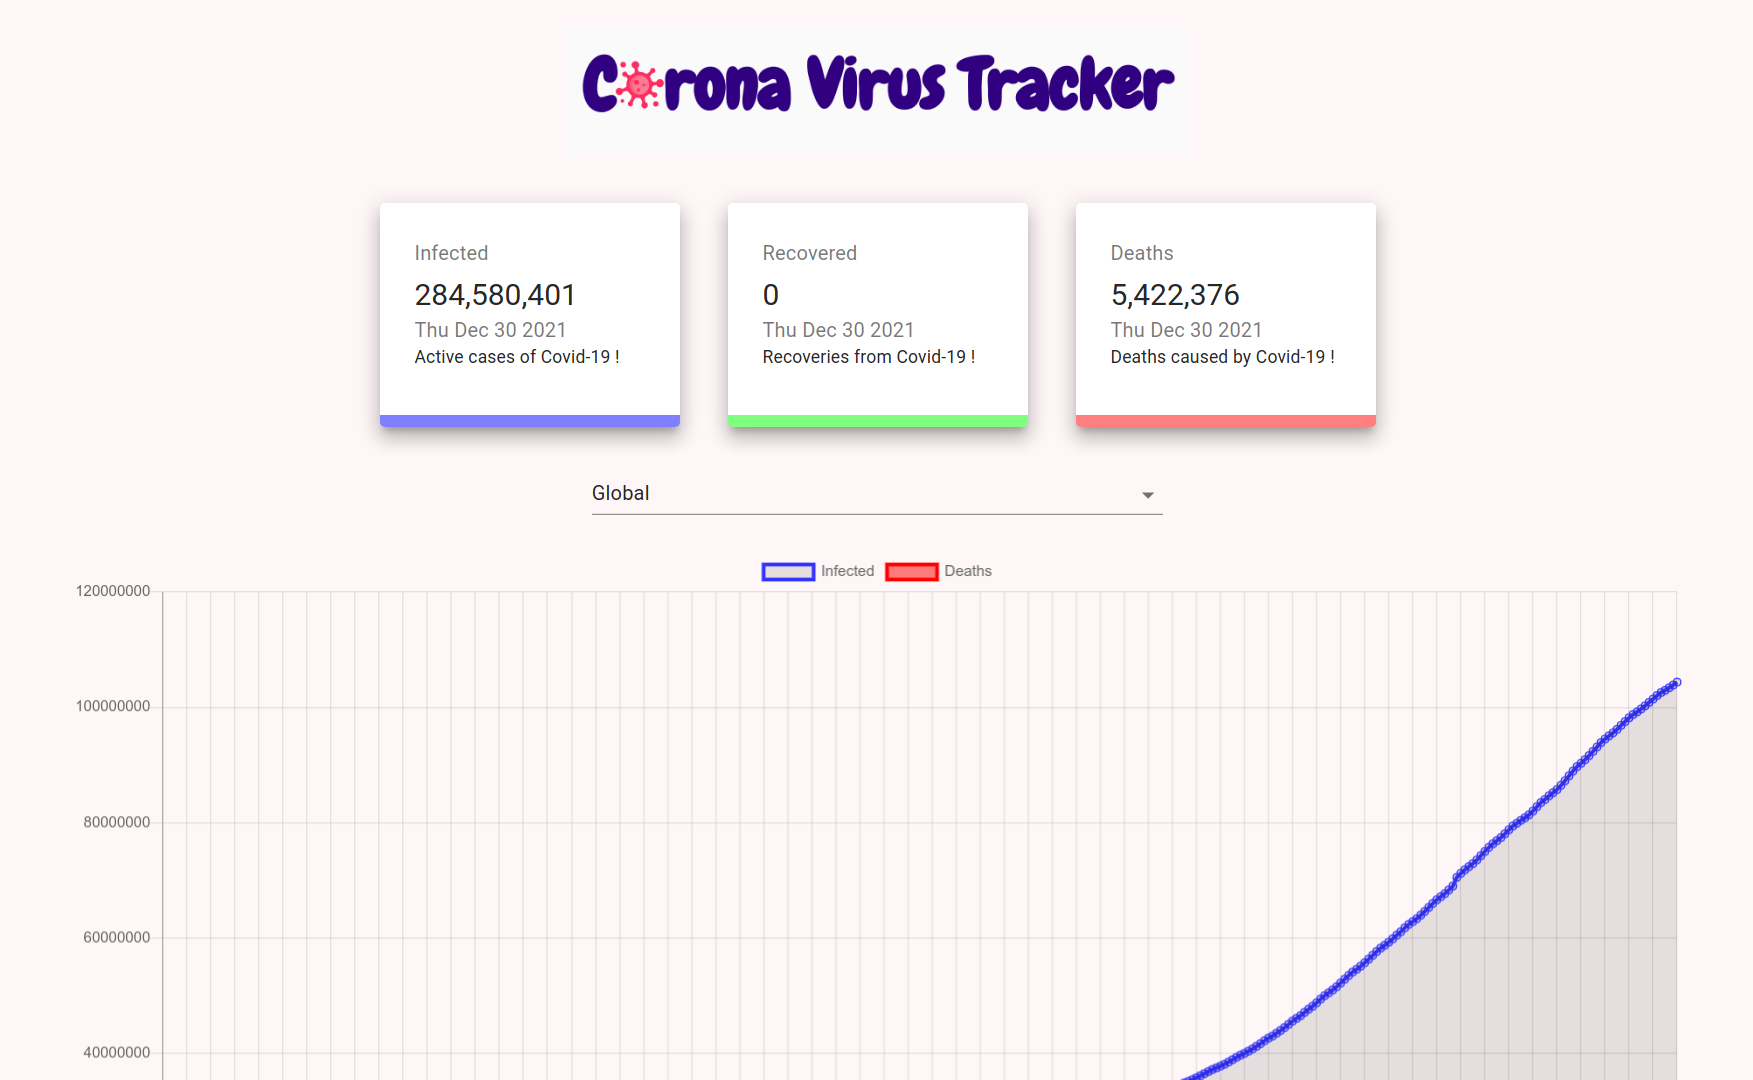 Corona Virus Tracker
Infected
284,580,401
Thu Dec 30 2021
Active cases of Covid-19 !
Recovered
0
Thu Dec 30 2021
Recoveries from Covid-19 !
Deaths
5,422,376
Thu Dec 30 2021
Deaths caused by Covid-19 !
Global
Infected
Deaths
120000000
100000000
80000000
60000000
40000000